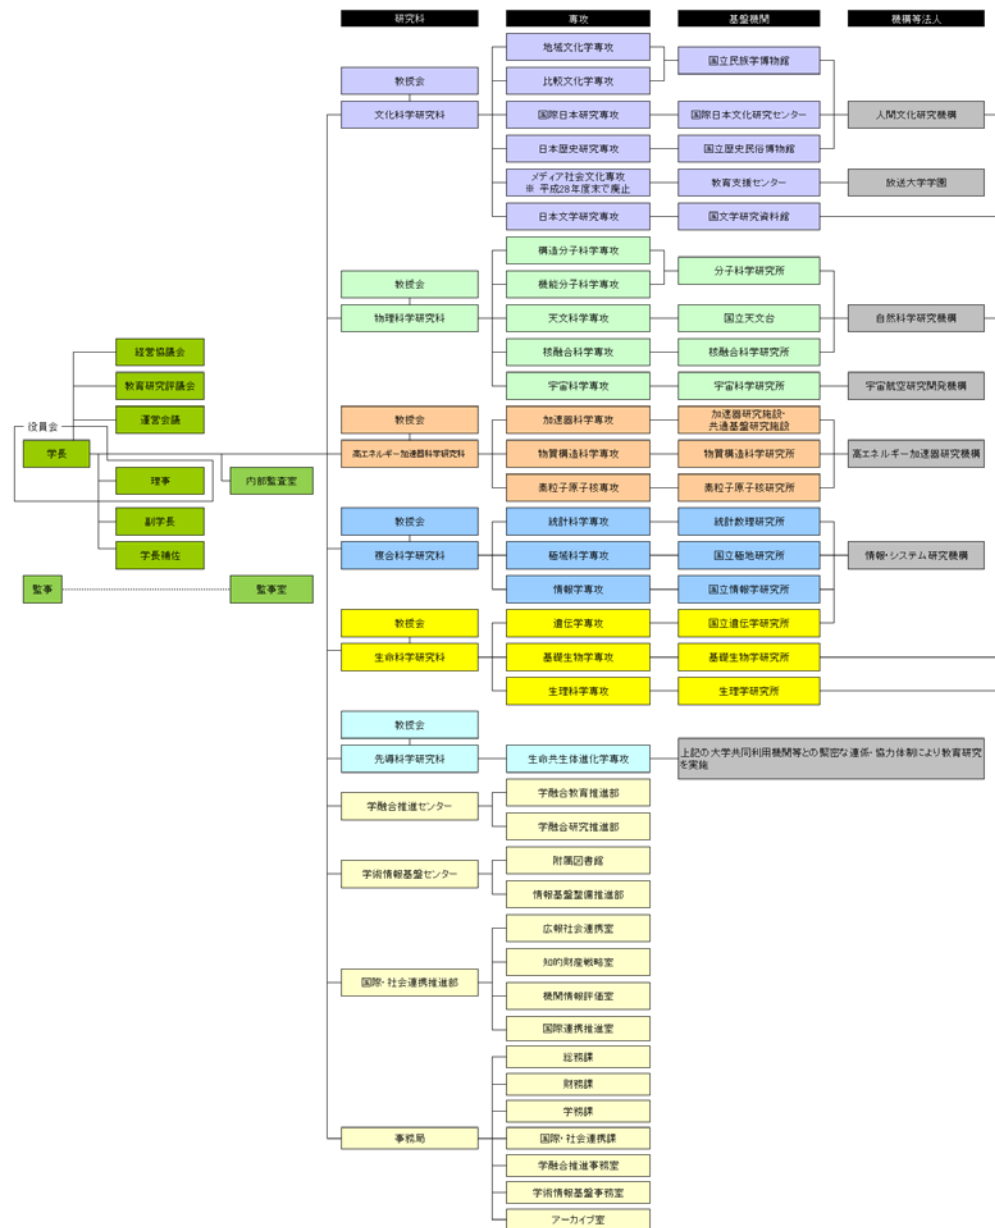 研究科
専攻
基盤機関
機構等法人
地域文化学専攻
国立民族学博物館
教授会
比較文化学専攻
文化科学研究科
国際日本研究専攻
国際日本文化研究センター
人間文化研究機構
日本歴史研究専攻
国立歴史民俗博物館
メディア社会文化専攻
※ 平成28年度末で廃止
教育支援センター
放送大学学園
日本文学研究専攻
国文学研究資料館
構造分子科学専攻
分子科学研究所
教授会
機能分子科学専攻
物理科学研究科
天文科学専攻
国立天文台
自然科学研究機構
経営協議会
核融合科学専攻
核融合科学研究所
教育研究評議会
宇宙科学専攻
宇宙科学研究所
宇宙航空研究開発機構
運営会議
教授会
加速器科学専攻
加速器研究施設・
共通基盤研究施設
役員会
学長
高エネルギー加速器科学研究科
物質構造科学専攻
物質構造科学研究所
高エネルギー加速器研究機構
理事
内部監査室
素粒子原子核専攻
素粒子原子核研究所
副学長
教授会
統計科学専攻
統計数理研究所
学長補佐
複合科学研究科
極域科学専攻
国立極地研究所
情報・システム研究機構
監事
監事室
情報学専攻
国立情報学研究所
教授会
遺伝学専攻
国立遺伝学研究所
生命科学研究科
基礎生物学専攻
基礎生物学研究所
生理科学専攻
生理学研究所
教授会
先導科学研究科
生命共生体進化学専攻
上記の大学共同利用機関等との緊密な連係・協力体制により教育研究
を実施
学融合推進センター
学融合教育推進部
学融合研究推進部
学術情報基盤センター
附属図書館
情報基盤整備推進部
国際・社会連携推進部
広報社会連携室
知的財産戦略室
機関情報評価室
国際連携推進室
事務局
総務課
財務課
学務課
国際・社会連携課
学融合推進事務室
学術情報基盤事務室
アーカイブ室